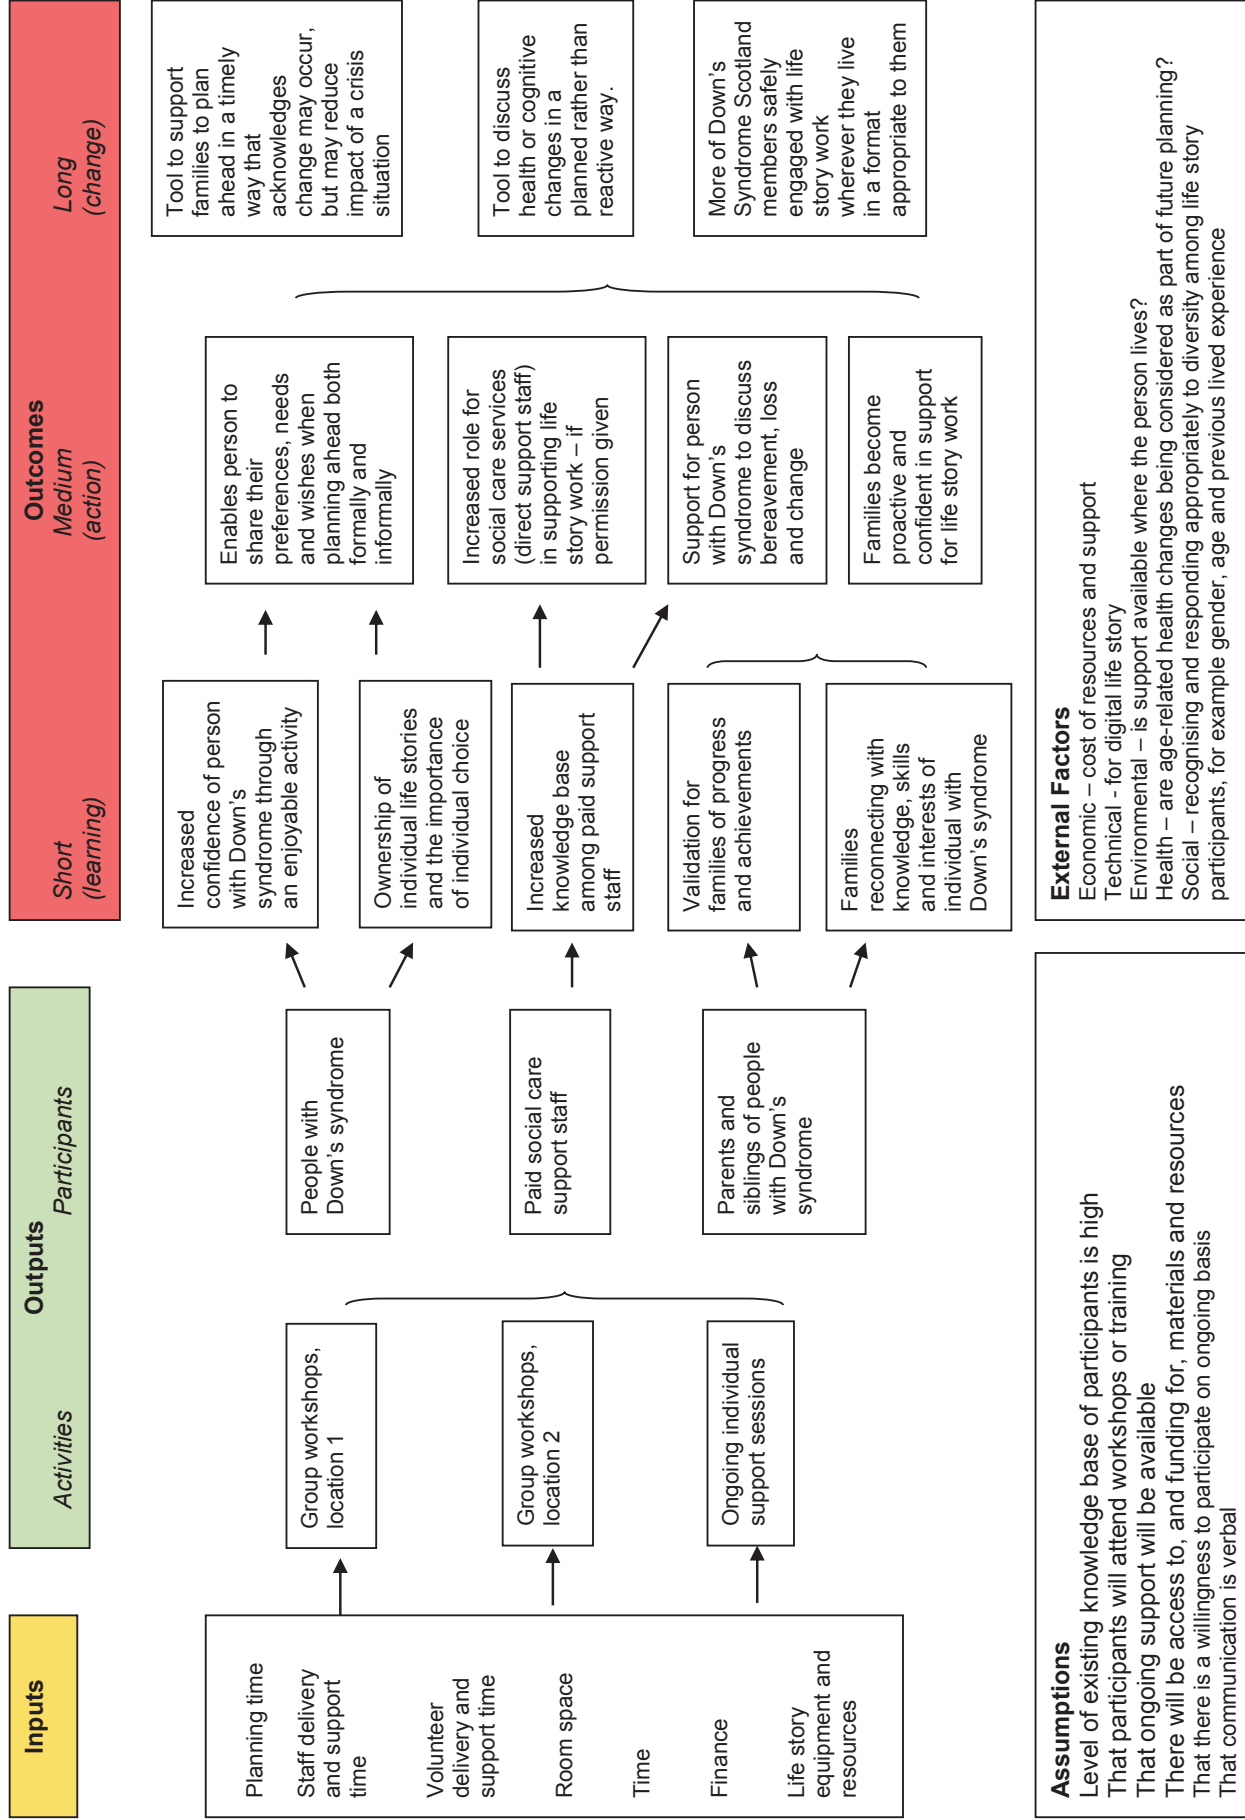 Inputs
Outputs
Activities
Participants
Outcomes
Short
(learning)
Medium
(action)
Long
(change)
Planning time
Staff delivery
and support
time
Volunteer
delivery and
support time
Room space
Time
Finance
Life story
equipment and
resources
Group workshops,
location 1
Group workshops,
location 2
Ongoing individual
support sessions
People with
Down's syndrome
Paid social care
support staff
Parents and
siblings of people
with Down's
syndrome
Increased
confidence of person
with Down's
syndrome through
an enjoyable activity
Ownership of
individual life stories
and the importance
of individual choice
Increased
knowledge base
among paid support
staff
Validation for
families of progress
and achievements
Families
reconnecting with
knowledge, skills
and interests of
individual with
Down's syndrome
Enables person to
share their
preferences, needs
and wishes when
planning ahead both
formally and
informally
Increased role for
social care services
(direct support staff)
in supporting life
story work – if
permission given
Support for person
with Down's
syndrome to discuss
bereavement, loss
and change
Families become
proactive and
confident in support
for life story work
Tool to support
families to plan
ahead in a timely
way that
acknowledges
change may occur,
but may reduce
impact of a crisis
situation
Tool to discuss
health or cognitive
changes in a
planned rather than
reactive way.
More of Down's
Syndrome Scotland
members safely
engaged with life
story work
wherever they live
in a format
appropriate to them
Assumptions
Level of existing knowledge base of participants is high
That participants will attend workshops or training
That ongoing support will be available
There will be access to, and funding for, materials and resources
That there is a willingness to participate on ongoing basis
That communication is verbal
External Factors
Economic – cost of resources and support
Technical - for digital life story
Environmental – is support available where the person lives?
Health – are age-related health changes being considered as part of future planning?
Social – recognising and responding appropriately to diversity among life story
participants, for example gender, age and previous lived experience